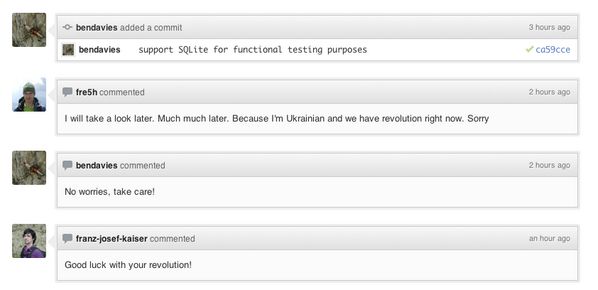 bendavies added a commit 3 hours ago
bendavies support SQLite for functional testing purposes ca59cce
fre5h commented 2 hours ago
I will take a look later. Much much later. Because I'm Ukrainian and we have revolution right now. Sorry
bendavies commented 2 hours ago
No worries, take care!
franz-josef-kaiser commented an hour ago
Good luck with your revolution!